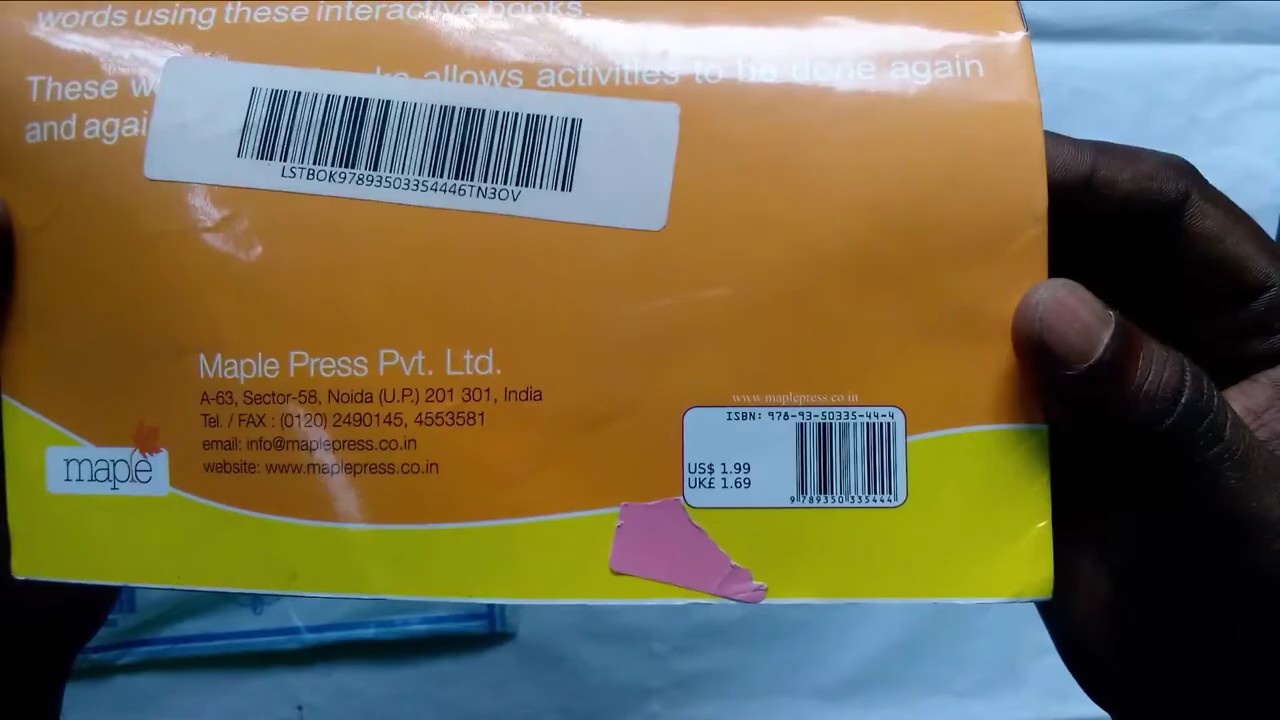 words using these interactive books.
These w ks allows activities to be done again
and agai
LSTBOK9789350335444​6TN3OV
Maple Press Pvt. Ltd.
A-63, Sector-58, Noida (U.P.) 201 301, India
Tel. / FAX : (0120) 2490145, 4553581
email: info@maplepress.co.in
website: www.maplepress.co.in
maple
www.maplepress.co.in
ISBN: 978-93-50335-44-4
US$ 1.99
UK£ 1.69
9 789350 335444